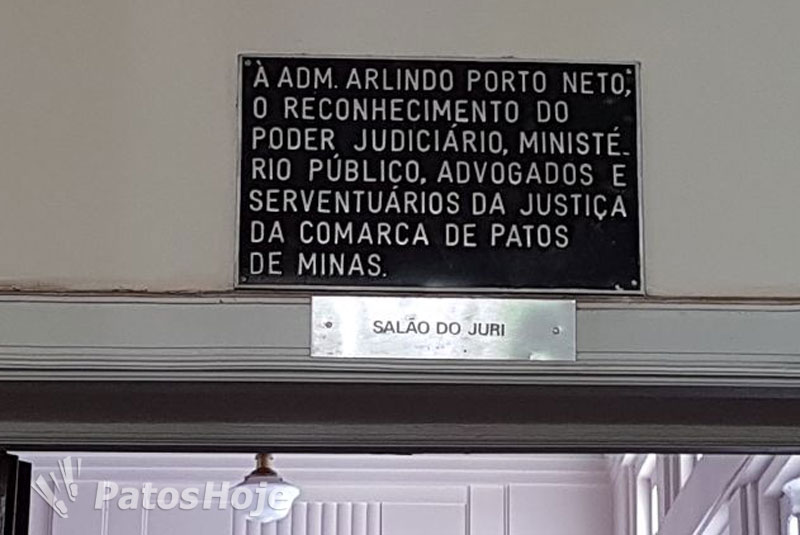 À ADM. ARLINDO PORTO NETO,
O RECONHECIMENTO DO
PODER JUDICIÁRIO, MINISTÉ-
RIO PÚBLICO, ADVOGADOS E
SERVENTUÁRIOS DA JUSTIÇA
DA COMARCA DE PATOS
DE MINAS.
SALÃO DO JURI
PatosHoje